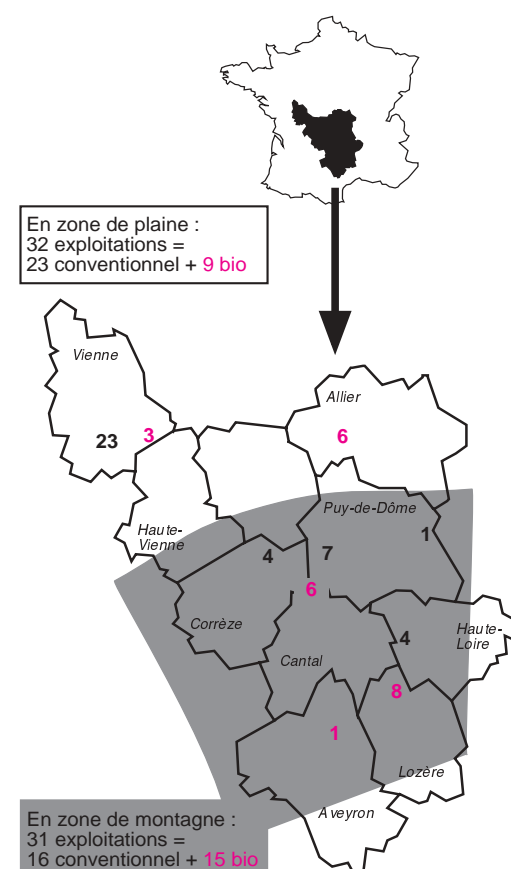 En zone de plaine :
32 exploitations =
23 conventionnel + 9 bio
Vienne
Allier
23
3
6
Puy-de-Dôme
Haute-
Vienne
1
4
7
6
Corrèze
Cantal
4
Haute-
Loire
8
1
Lozère
Aveyron
En zone de montagne :
31 exploitations =
16 conventionnel + 15 bio